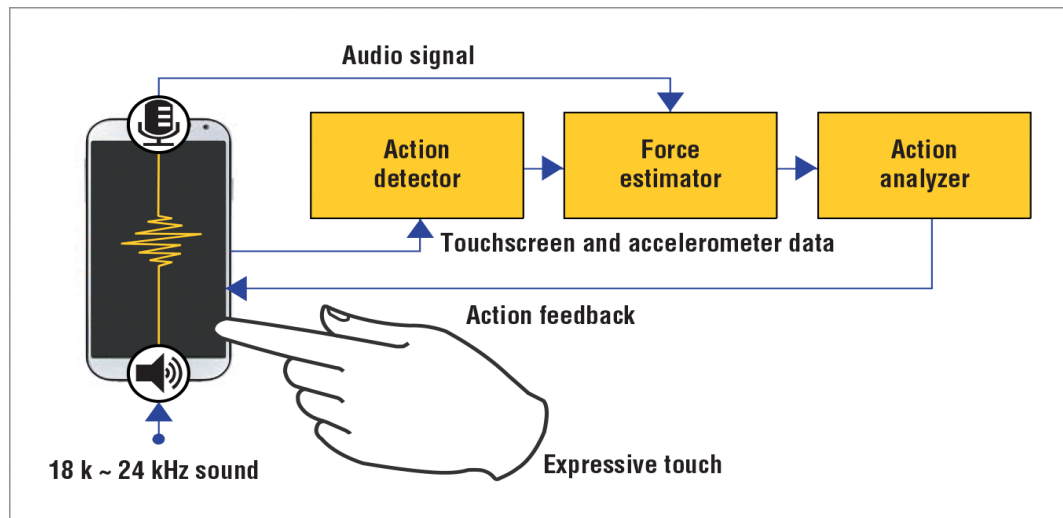 Audio signal
Action
detector
Force
estimator
Action
analyzer
Touchscreen and accelerometer data
Action feedback
Expressive touch
18 k ~ 24 kHz sound